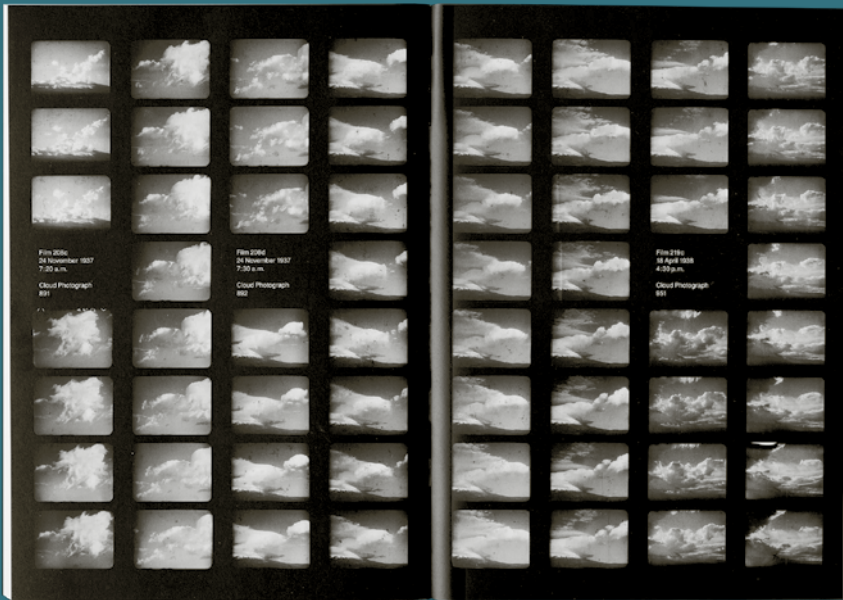 Film 208c
24 November 1937
7:20 a.m.
Cloud Photograph
891
Film 208d
24 November 1937
7:30 a.m.
Cloud Photograph
892
Film 219c
18 April 1938
4:30 p.m.
Cloud Photograph